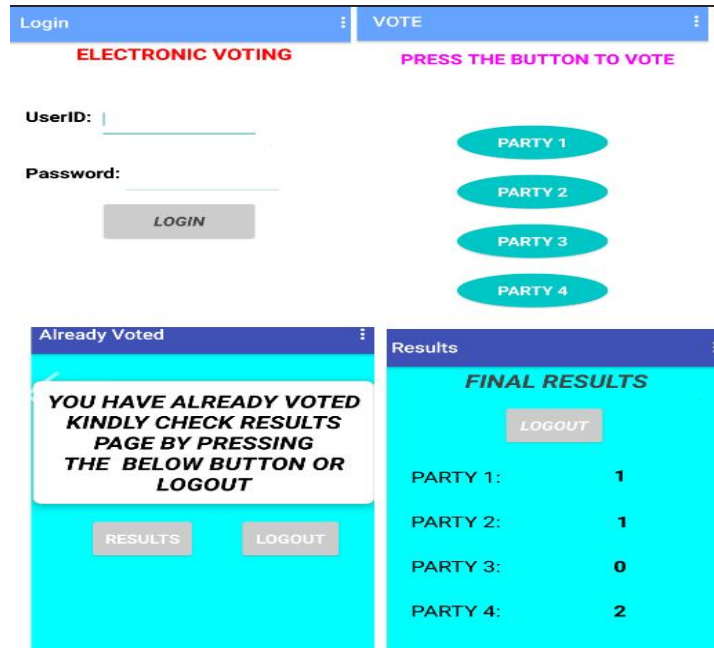 Login
ELECTRONIC VOTING
UserID:
Password:
LOGIN
VOTE
PRESS THE BUTTON TO VOTE
PARTY 1
PARTY 2
PARTY 3
PARTY 4
Already Voted
YOU HAVE ALREADY VOTED
KINDLY CHECK RESULTS
PAGE BY PRESSING
THE BELOW BUTTON OR
LOGOUT
RESULTS LOGOUT
Results
FINAL RESULTS
LOGOUT
PARTY 1: 1
PARTY 2: 1
PARTY 3: 0
PARTY 4: 2